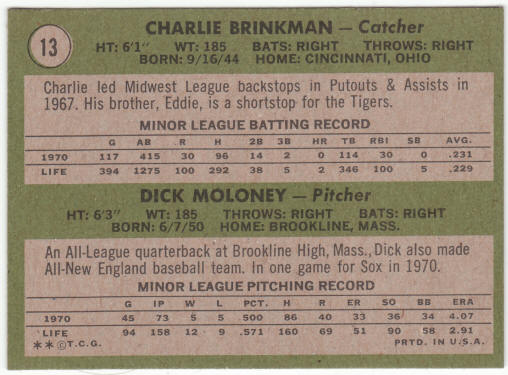 13
CHARLIE BRINKMAN — Catcher
HT: 6'1" WT: 185 BATS: RIGHT THROWS: RIGHT
BORN: 9/16/44 HOME: CINCINNATI, OHIO
Charlie led Midwest League backstops in Putouts & Assists in
1967. His brother, Eddie, is a shortstop for the Tigers.
MINOR LEAGUE BATTING RECORD
G AB R H 2B 3B HR TB RBI SB AVG.
1970 117 415 30 96 14 2 0 114 30 0 .231
LIFE 394 1275 100 292 38 5 2 346 100 5 .229
DICK MOLONEY — Pitcher
HT: 6'3" WT: 185 THROWS: RIGHT BATS: RIGHT
BORN: 6/7/50 HOME: BROOKLINE, MASS.
An All-League quarterback at Brookline High, Mass., Dick also made
All-New England baseball team. In one game for Sox in 1970.
MINOR LEAGUE PITCHING RECORD
G IP W L PCT. H R ER SO BB ERA
1970 45 73 5 5 .500 86 40 33 36 34 4.07
LIFE 94 158 12 9 .571 160 69 51 90 58 2.91
**©T.C.G. PRTD. IN U.S.A.